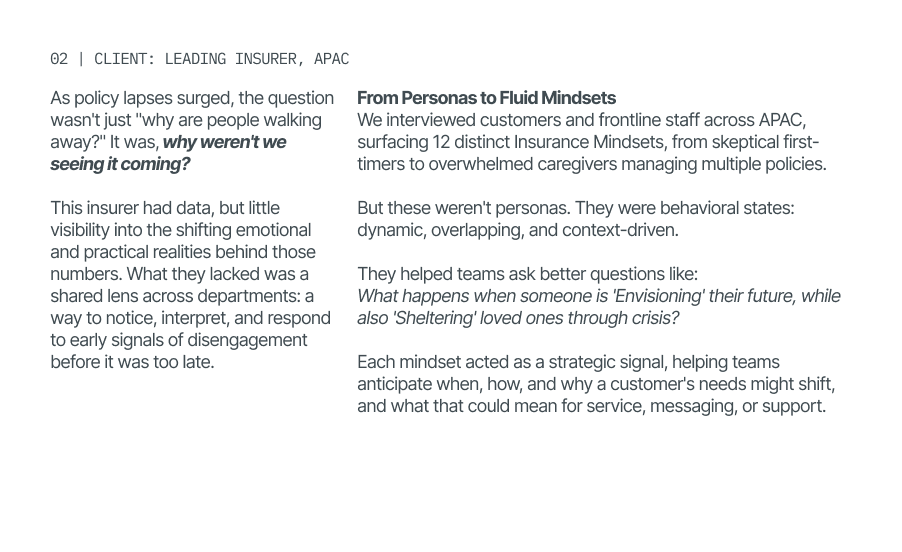 02 | CLIENT: LEADING INSURER, APAC
As policy lapses surged, the question
wasn't just "why are people walking
away?" It was, why weren't we
seeing it coming?
This insurer had data, but little
visibility into the shifting emotional
and practical realities behind those
numbers. What they lacked was a
shared lens across departments: a
way to notice, interpret, and respond
to early signals of disengagement
before it was too late.
From Personas to Fluid Mindsets
We interviewed customers and frontline staff across APAC,
surfacing 12 distinct Insurance Mindsets, from skeptical first-
timers to overwhelmed caregivers managing multiple policies.
But these weren't personas. They were behavioral states:
dynamic, overlapping, and context-driven.
They helped teams ask better questions like:
What happens when someone is 'Envisioning' their future, while
also 'Sheltering' loved ones through crisis?
Each mindset acted as a strategic signal, helping teams
anticipate when, how, and why a customer's needs might shift,
and what that could mean for service, messaging, or support.